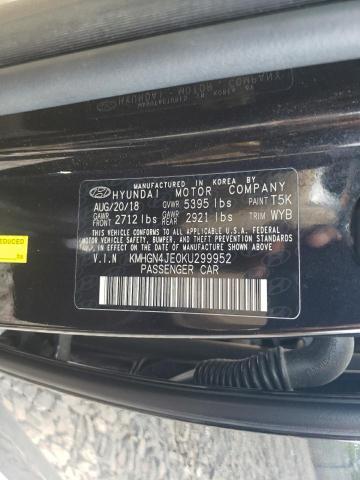 MANUFACTURED IN KOREA BY
HYUNDAI MOTOR COMPANY
AUG/20/18 GVWR 5395 lbs PAINT T5K
GAWR FRONT 2712 lbs GAWR REAR 2921 lbs TRIM WYB
THIS VEHICLE CONFORMS TO ALL APPLICABLE U.S.A. FEDERAL
MOTOR VEHICLE SAFETY, BUMPER, AND THEFT PREVENTION
STANDARDS IN EFFECT ON THE DATE OF MANUFACTURE SHOWN ABOVE.
V.I.N KMHGN4JE0KU299952
PASSENGER CAR
REDUCED
lbs